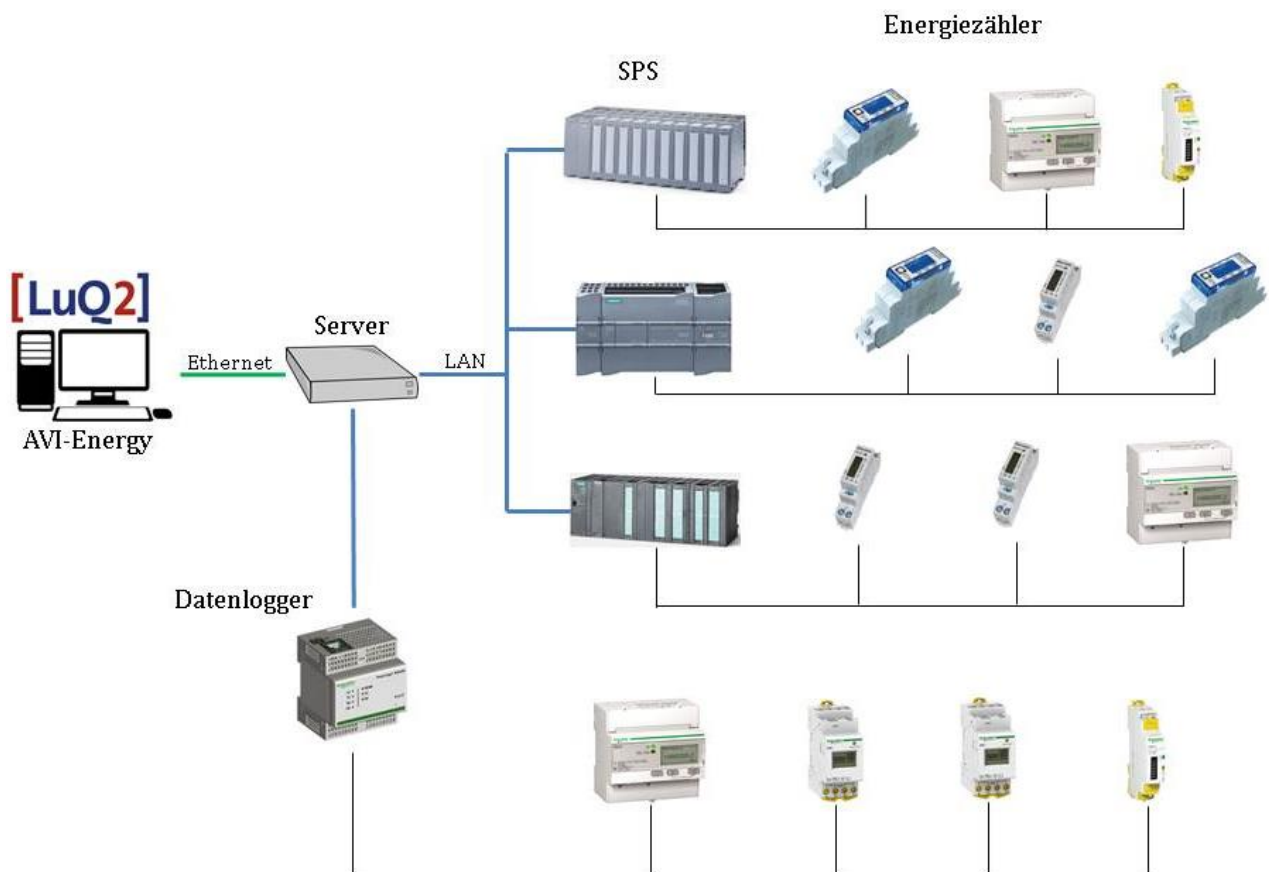 Energiezähler
SPS
[LuQ2]
Server
Ethernet
LAN
AVI-Energy
Datenlogger